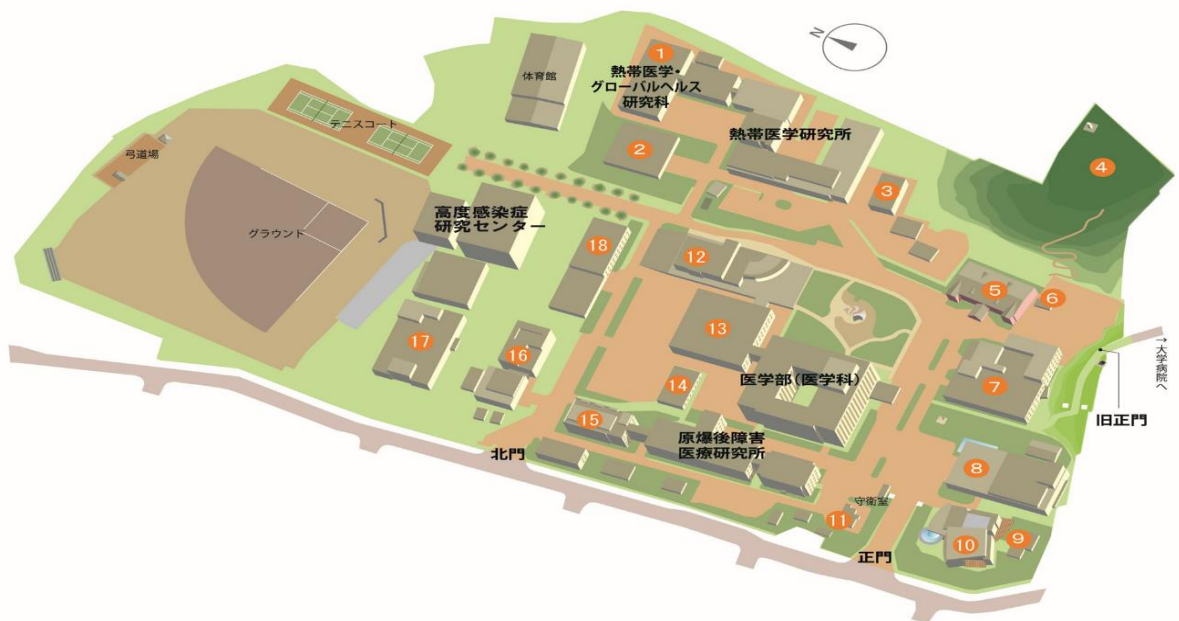 N
1
熱帯医学・
グローバルヘルス
研究科
体育館
テニスコート
弓道場
2
熱帯医学研究所
3
4
高度感染症
研究センター
グラウンド
18
12
5
6
13
17
16
14
医学部(医学科)
7
→大学病院へ
旧正門
15
原爆後障害
医療研究所
北門
8
守衛室
11
10
9
正門